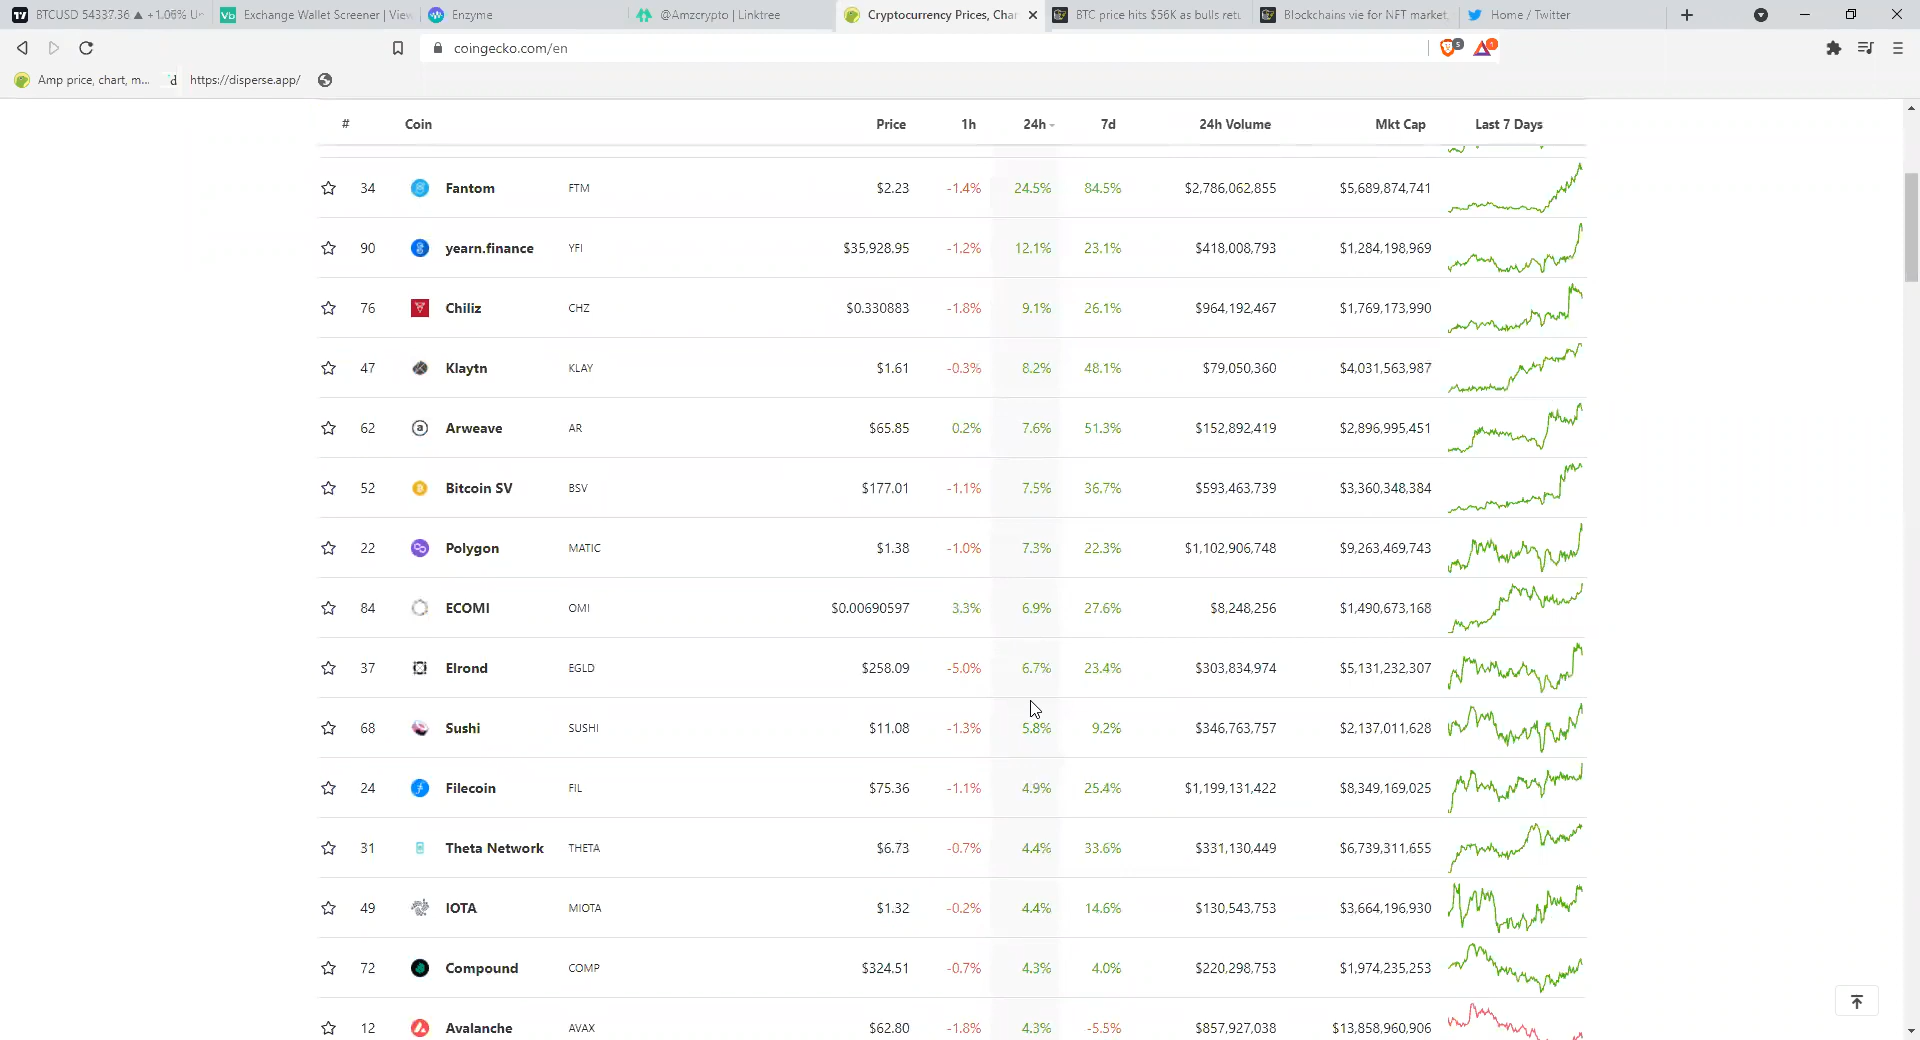 BTCUSD 54337.36 ▲ +1.06% Un
Exchange Wallet Screener | View
Enzyme
@Amzcrypto | Linktree
Cryptocurrency Prices, Char
BTC price hits $56K as bulls retu
Blockchains vie for NFT market,
Home / Twitter
coingecko.com/en
5
1
Amp price, chart, m...
d https://disperse.app/
# Coin Price 1h 24h 7d 24h Volume Mkt Cap Last 7 Days
34 Fantom FTM $2.23 -1.4% 24.5% 84.5% $2,786,062,855 $5,689,874,741
90 yearn.finance YFI $35,928.95 -1.2% 12.1% 23.1% $418,008,793 $1,284,198,969
76 Chiliz CHZ $0.330883 -1.8% 9.1% 26.1% $964,192,467 $1,769,173,990
47 Klaytn KLAY $1.61 -0.3% 8.2% 48.1% $79,050,360 $4,031,563,987
62 Arweave AR $65.85 0.2% 7.6% 51.3% $152,892,419 $2,896,995,451
52 Bitcoin SV BSV $177.01 -1.1% 7.5% 36.7% $593,463,739 $3,360,348,384
22 Polygon MATIC $1.38 -1.0% 7.3% 22.3% $1,102,906,748 $9,263,469,743
84 ECOMI OMI $0.00690597 3.3% 6.9% 27.6% $8,248,256 $1,490,673,168
37 Elrond EGLD $258.09 -5.0% 6.7% 23.4% $303,834,974 $5,131,232,307
68 Sushi SUSHI $11.08 -1.3% 5.8% 9.2% $346,763,757 $2,137,011,628
24 Filecoin FIL $75.36 -1.1% 4.9% 25.4% $1,199,131,422 $8,349,169,025
31 Theta Network THETA $6.73 -0.7% 4.4% 33.6% $331,130,449 $6,739,311,655
49 IOTA MIOTA $1.32 -0.2% 4.4% 14.6% $130,543,753 $3,664,196,930
72 Compound COMP $324.51 -0.7% 4.3% 4.0% $220,298,753 $1,974,235,253
12 Avalanche AVAX $62.80 -1.8% 4.3% -5.5% $857,927,038 $13,858,960,906